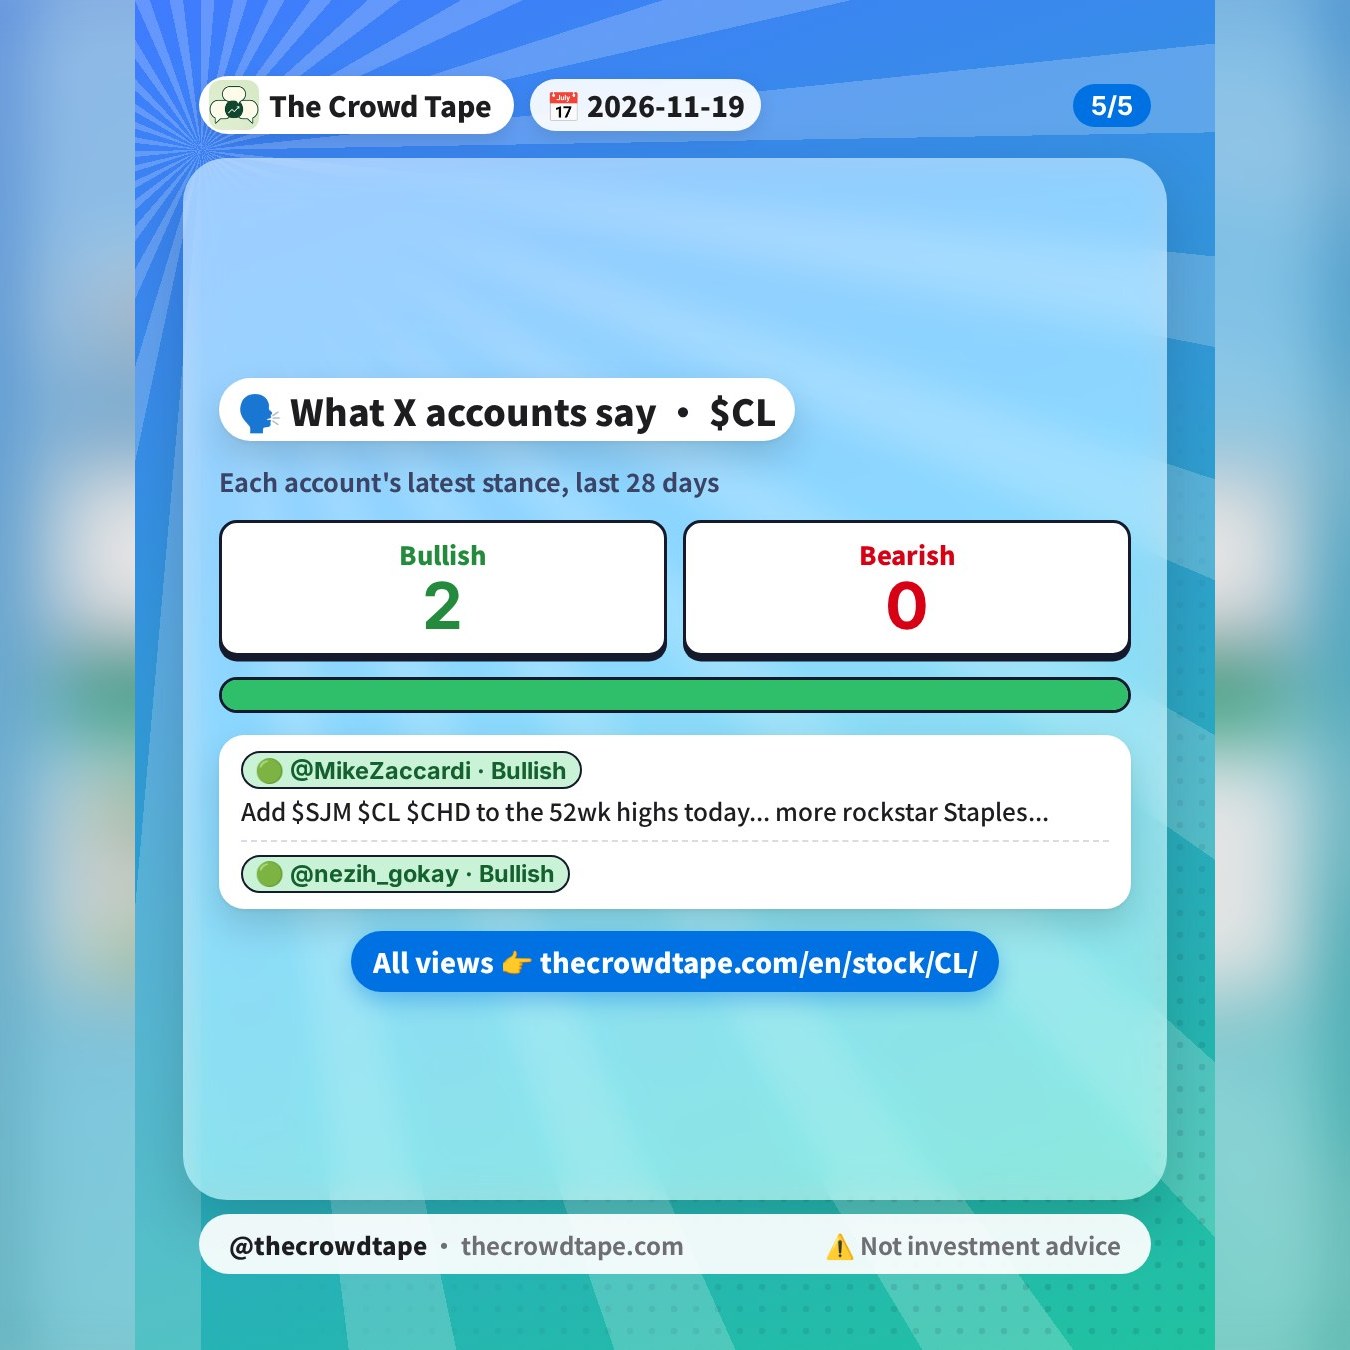 The Crowd Tape
2026-11-19
5/5
What X accounts say · $CL
Each account's latest stance, last 28 days
Bullish
2
Bearish
0
@MikeZaccardi · Bullish
Add $SJM $CL $CHD to the 52wk highs today... more rockstar Staples...
@nezih_gokay · Bullish
All views 👉 thecrowdtape.com/en/stock/CL/
@thecrowdtape · thecrowdtape.com
⚠️ Not investment advice